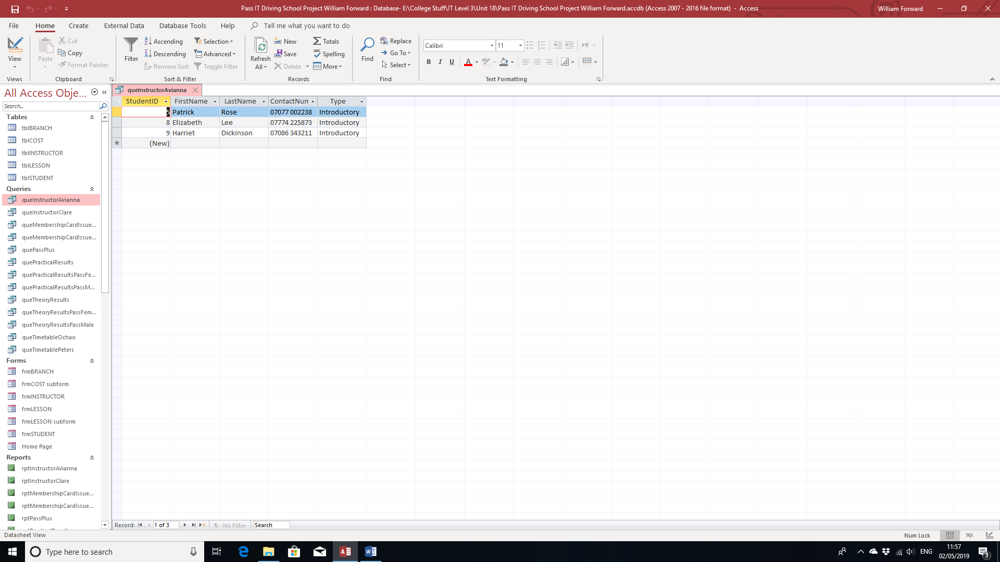 Pass IT Driving School Project William Forward : Database- E:\College Stuff\IT Level 3\Unit 18\Pass IT Driving School Project William Forward.accdb (Access 2007 - 2016 file format) - Access
William Forward
File Home Create External Data Database Tools Help Tell me what you want to do
View
Views
Paste
Cut
Copy
Format Painter
Clipboard
Filter
Ascending
Descending
Remove Sort
Selection
Advanced
Toggle Filter
Sort & Filter
Refresh
All
New
Save
Delete
Totals
Spelling
More
Records
Find
Replace
Go To
Select
Find
Calibri 11
B I U
Text Formatting
All Access Obje...
Search...
Tables
tblBRANCH
tblCOST
tblINSTRUCTOR
tblLESSON
tblSTUDENT
Queries
queInstructorAvianna
queInstructorClare
queMembershipCardIssue...
queMembershipCardIssue...
quePassPlus
quePracticalResults
quePracticalResultsPassFe...
quePracticalResultsPassM...
queTheoryResults
queTheoryResultsPassFem...
queTheoryResultsPassMale
queTimetableOchao
queTimetablePeters
Forms
frmBRANCH
frmCOST subform
frmINSTRUCTOR
frmLESSON
frmLESSON subform
frmSTUDENT
Home Page
Reports
rptInstructorAvianna
rptInstructorClare
rptMembershipCardIssue...
rptMembershipCardIssue...
rptPassPlus
queInstructorAvianna
StudentID FirstName LastName ContactNum Type
5 Patrick Rose 07077 002238 Introductory
8 Elizabeth Lee 07774 225873 Introductory
9 Harriet Dickinson 07086 343211 Introductory
(New)
Record: 1 of 3 No Filter Search
Datasheet View
Num Lock
SQL
Type here to search
ENG
11:57
02/05/2019
3